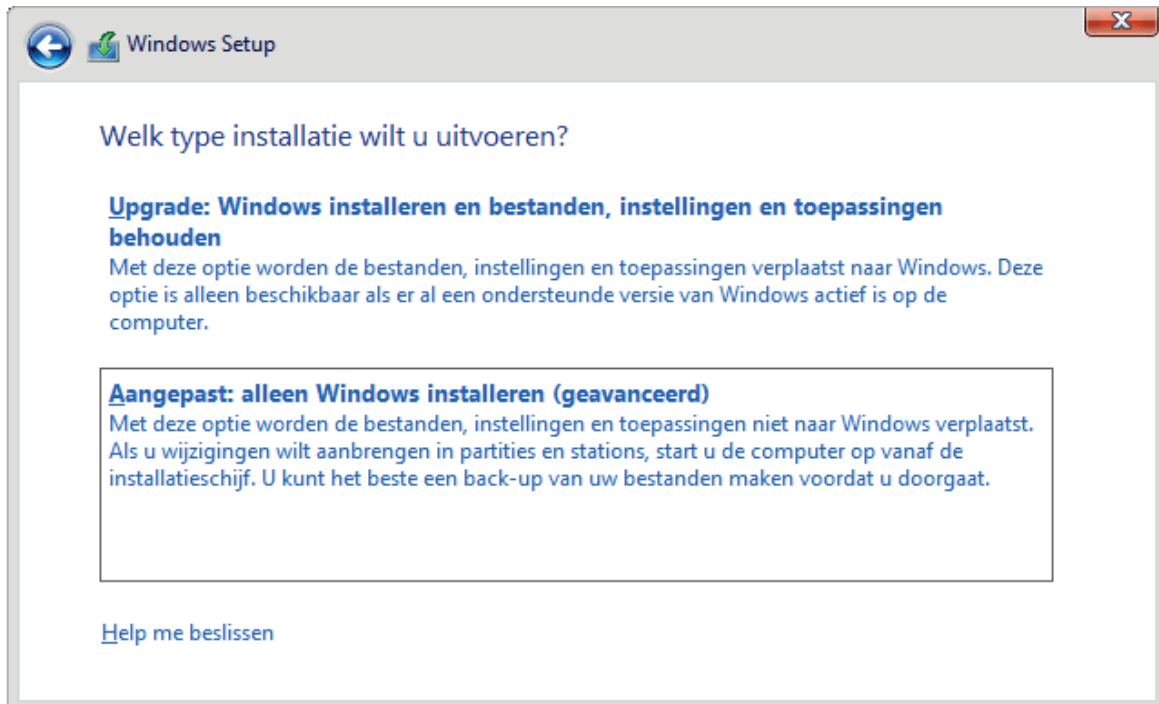 Windows Setup
Welk type installatie wilt u uitvoeren?
Upgrade: Windows installeren en bestanden, instellingen en toepassingen
behouden
Met deze optie worden de bestanden, instellingen en toepassingen verplaatst naar Windows. Deze
optie is alleen beschikbaar als er al een ondersteunde versie van Windows actief is op de
computer.
Aangepast: alleen Windows installeren (geavanceerd)
Met deze optie worden de bestanden, instellingen en toepassingen niet naar Windows verplaatst.
Als u wijzigingen wilt aanbrengen in partities en stations, start u de computer op vanaf de
installatieschijf. U kunt het beste een back-up van uw bestanden maken voordat u doorgaat.
Help me beslissen